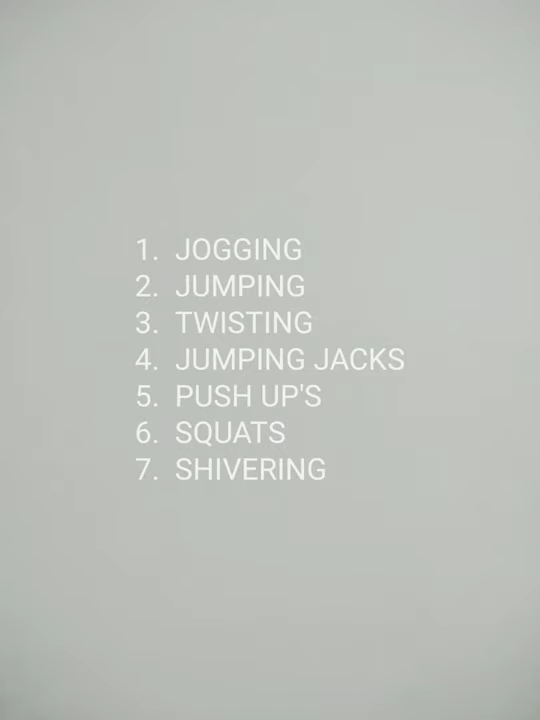 1. JOGGING
2. JUMPING
3. TWISTING
4. JUMPING JACKS
5. PUSH UP'S
6. SQUATS
7. SHIVERING